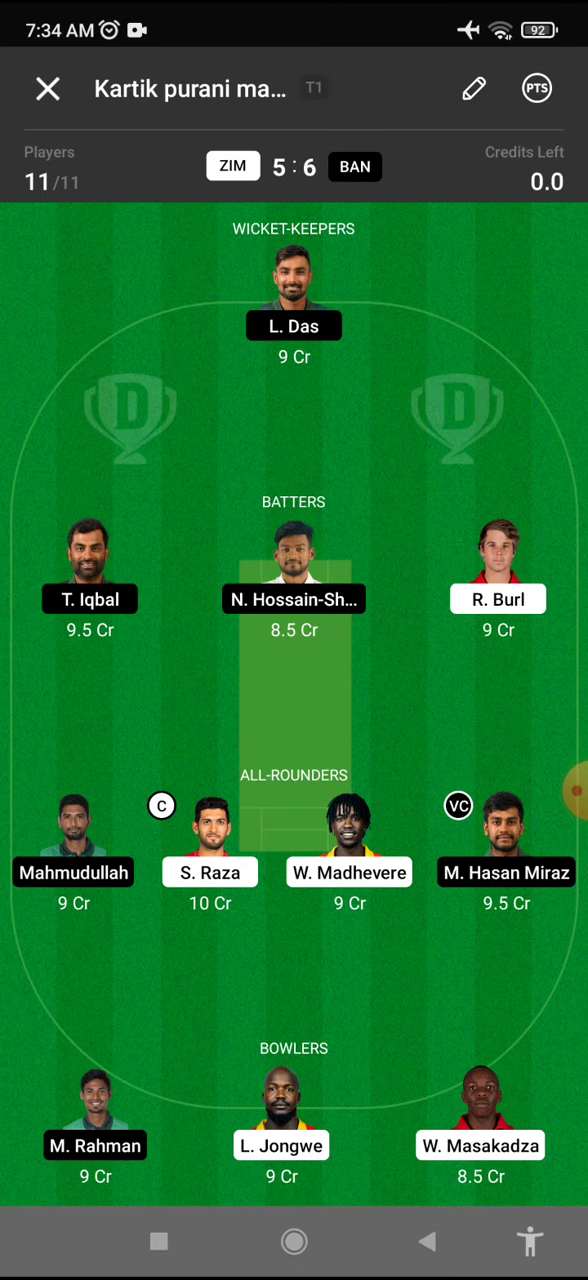 7:34 AM
92
Kartik purani ma... T1
PTS
Players
Credits Left
11/11
ZIM 5 : 6 BAN
0.0
WICKET-KEEPERS
L. Das
9 Cr
D D
BATTERS
T. Iqbal N. Hossain-Sh... R. Burl
9.5 Cr 8.5 Cr 9 Cr
ALL-ROUNDERS
C VC
Mahmudullah S. Raza W. Madhevere M. Hasan Miraz
9 Cr 10 Cr 9 Cr 9.5 Cr
BOWLERS
M. Rahman L. Jongwe W. Masakadza
9 Cr 9 Cr 8.5 Cr